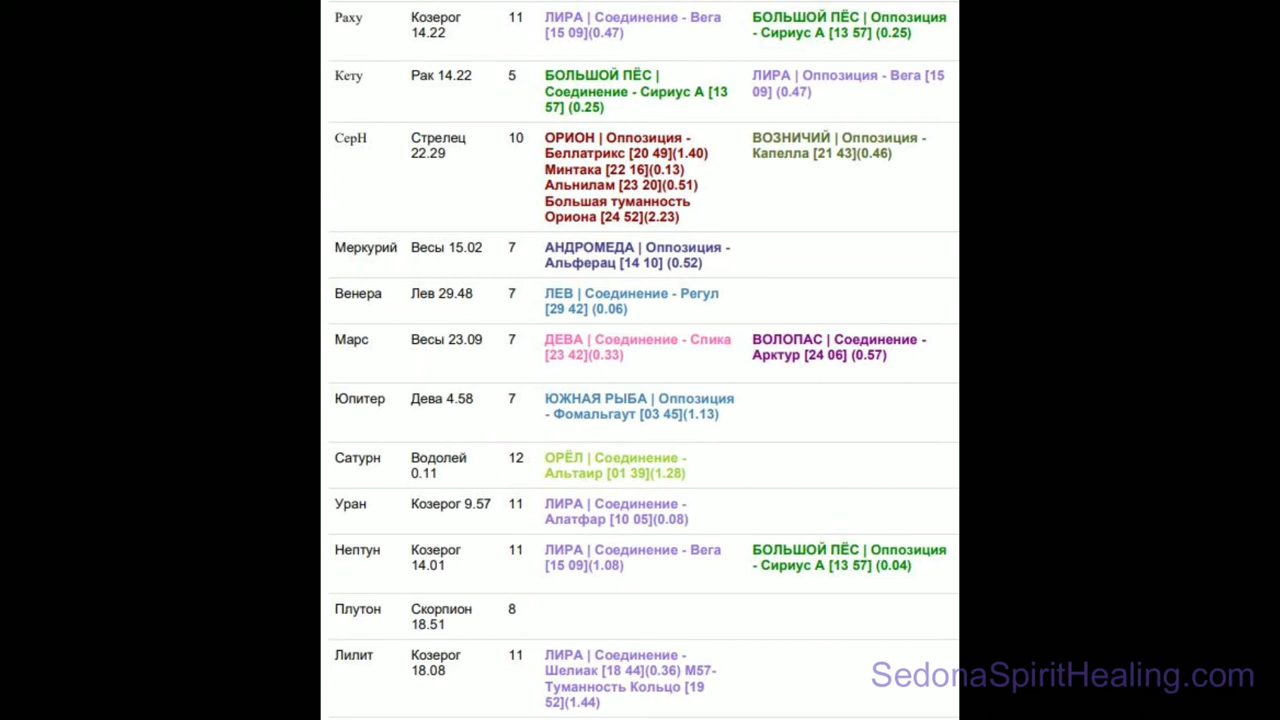 Раху Козерог 11 ЛИРА | Соединение - Вега БОЛЬШОЙ ПЁС | Оппозиция
14.22 [15 09](0.47) - Сириус А [13 57] (0.25)
Кету Рак 14.22 5 БОЛЬШОЙ ПЁС | ЛИРА | Оппозиция - Вега [15
Соединение - Сириус А [13 09] (0.47)
57] (0.25)
СерН Стрелец 10 ОРИОН | Оппозиция - ВОЗНИЧИЙ | Оппозиция -
22.29 Беллатрикс [20 49](1.40) Капелла [21 43](0.46)
Минтака [22 16](0.13)
Альнилам [23 20](0.51)
Большая туманность
Ориона [24 52](2.23)
Меркурий Весы 15.02 7 АНДРОМЕДА | Оппозиция -
Альферац [14 10] (0.52)
Венера Лев 29.48 7 ЛЕВ | Соединение - Регул
[29 42] (0.06)
Марс Весы 23.09 7 ДЕВА | Соединение - Спика ВОЛОПАС | Соединение -
[23 42](0.33) Арктур [24 06] (0.57)
Юпитер Дева 4.58 7 ЮЖНАЯ РЫБА | Оппозиция
- Фомальгаут [03 45](1.13)
Сатурн Водолей 12 ОРЁЛ | Соединение -
0.11 Альтаир [01 39](1.28)
Уран Козерог 9.57 11 ЛИРА | Соединение -
Алатфар [10 05](0.08)
Нептун Козерог 11 ЛИРА | Соединение - Вега БОЛЬШОЙ ПЁС | Оппозиция
14.01 [15 09](1.08) - Сириус А [13 57] (0.04)
Плутон Скорпион 8
18.51
Лилит Козерог 11 ЛИРА | Соединение -
18.08 Шелиак [18 44](0.36) М57-
Туманность Кольцо [19
52](1.44)
SedonaSpiritHealing.com